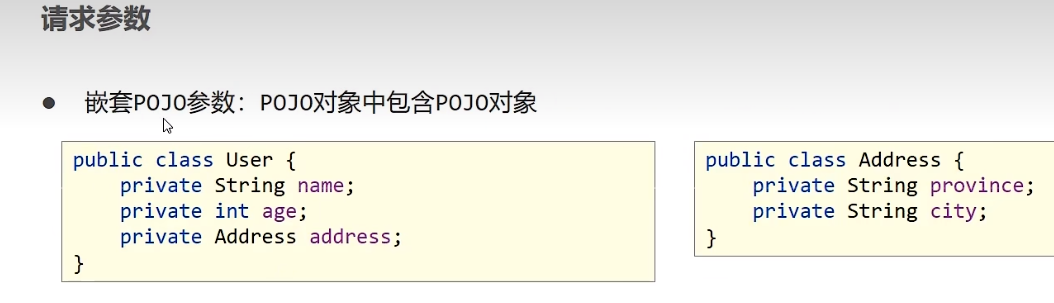 请求参数
● 嵌套POJO参数：POJO对象中包含POJO对象
public class User {
    private String name;
    private int age;
    private Address address;
}
public class Address {
    private String province;
    private String city;
}